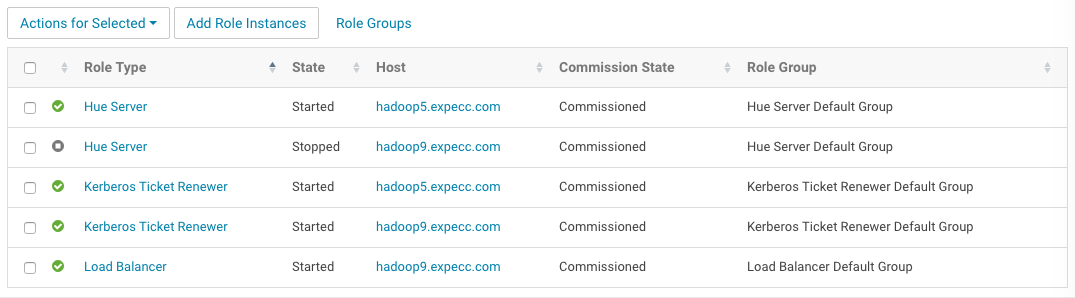 Actions for Selected Add Role Instances Role Groups
Role Type State Host Commission State Role Group
Hue Server Started hadoop5.expecc.com Commissioned Hue Server Default Group
Hue Server Stopped hadoop9.expecc.com Commissioned Hue Server Default Group
Kerberos Ticket Renewer Started hadoop5.expecc.com Commissioned Kerberos Ticket Renewer Default Group
Kerberos Ticket Renewer Started hadoop9.expecc.com Commissioned Kerberos Ticket Renewer Default Group
Load Balancer Started hadoop9.expecc.com Commissioned Load Balancer Default Group